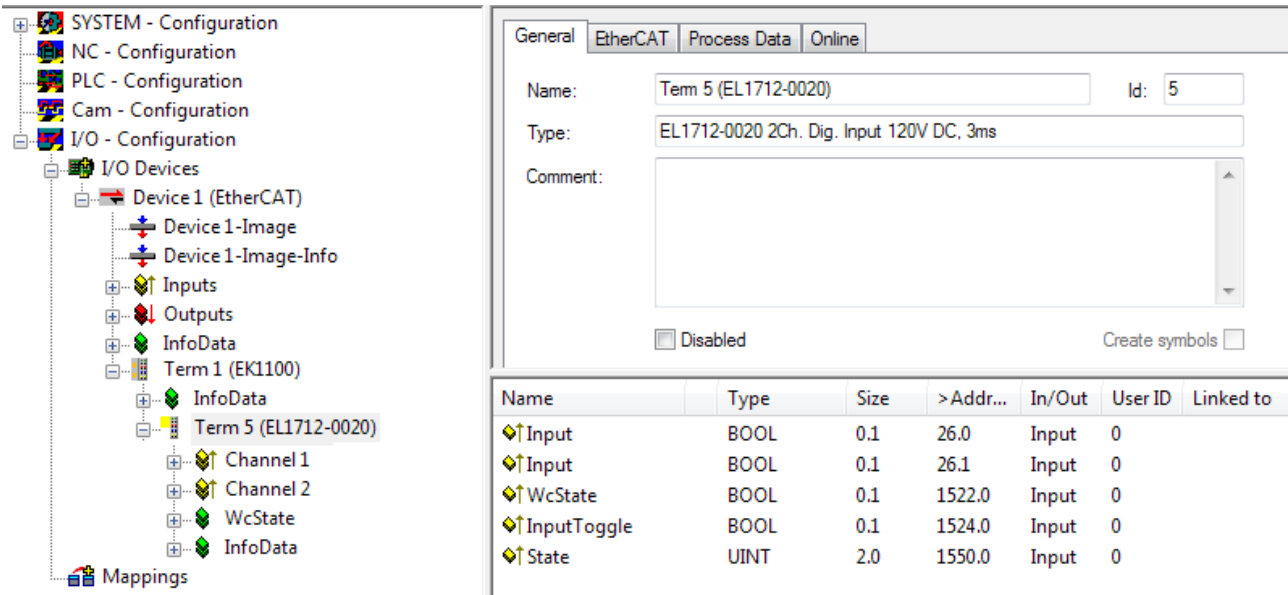 SYSTEM - Configuration
NC - Configuration
PLC - Configuration
Cam - Configuration
I/O - Configuration
I/O Devices
Device 1 (EtherCAT)
Device 1-Image
Device 1-Image-Info
Inputs
Outputs
InfoData
Term 1 (EK1100)
InfoData
Term 5 (EL1712-0020)
Channel 1
Channel 2
WcState
InfoData
Mappings
General EtherCAT Process Data Online
Name: Term 5 (EL1712-0020) Id: 5
Type: EL1712-0020 2Ch. Dig. Input 120V DC, 3ms
Comment:
Disabled Create symbols
Name Type Size >Addr... In/Out User ID Linked to
Input BOOL 0.1 26.0 Input 0
Input BOOL 0.1 26.1 Input 0
WcState BOOL 0.1 1522.0 Input 0
InputToggle BOOL 0.1 1524.0 Input 0
State UINT 2.0 1550.0 Input 0